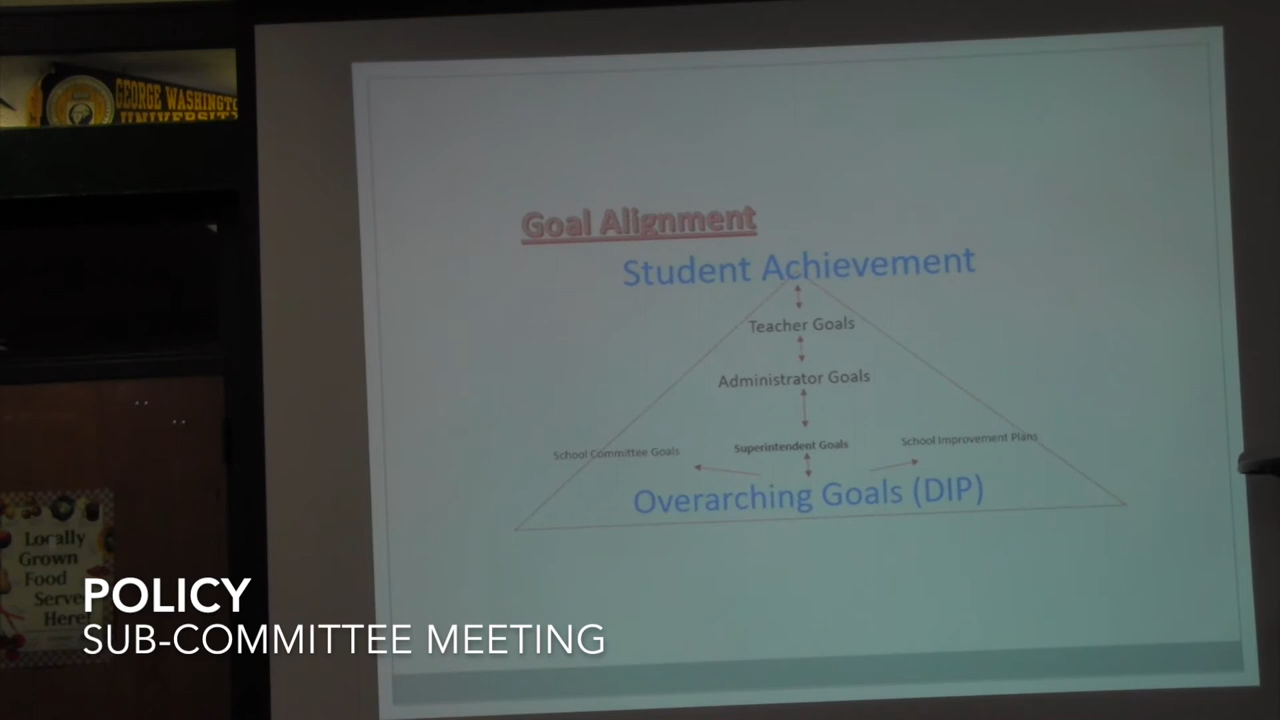 GEORGE WASHINGTON
UNIVERSITY
Goal Alignment
Student Achievement
Teacher Goals
Administrator Goals
School Committee Goals
Superintendent Goals
School Improvement Plans
Overarching Goals (DIP)
Locally
Grown
Food
Served
Here!
POLICY
SUB-COMMITTEE MEETING